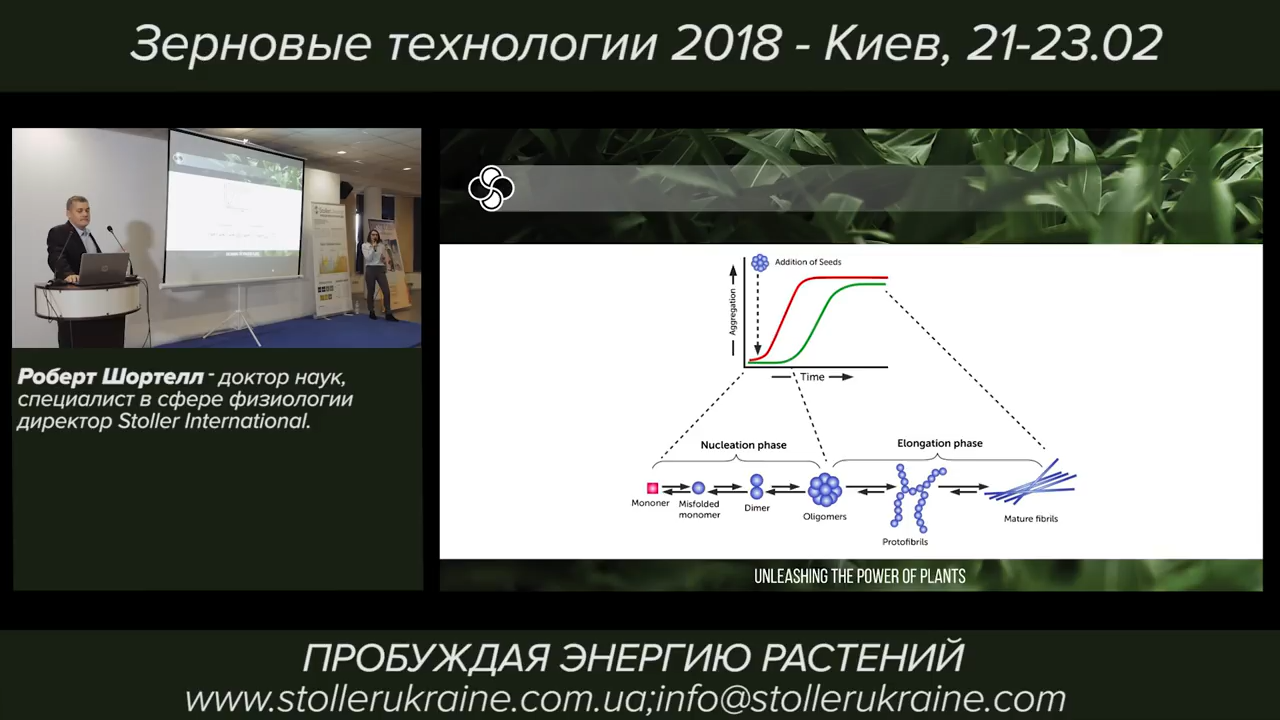 Зерновые технологии 2018 - Киев, 21-23.02
Роберт Шортелл - доктор наук,
специалист в сфере физиологии
директор Stoller International.
Addition of Seeds
Aggregation
Time
Nucleation phase
Elongation phase
Mononer
Misfolded
monomer
Dimer
Oligomers
Protofibrils
Mature fibrils
UNLEASHING THE POWER OF PLANTS
ПРОБУЖДАЯ ЭНЕРГИЮ РАСТЕНИЙ
www.stollerukraine.com.ua;info@stollerukraine.com